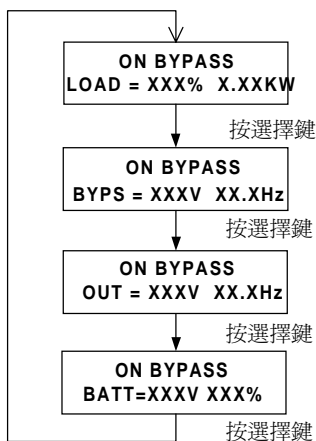 ON BYPASS
LOAD = XXX% X.XXKW
按選擇鍵
ON BYPASS
BYPS = XXXV XX.XHz
按選擇鍵
ON BYPASS
OUT = XXXV XX.XHz
按選擇鍵
ON BYPASS
BATT=XXXV XXX%
按選擇鍵